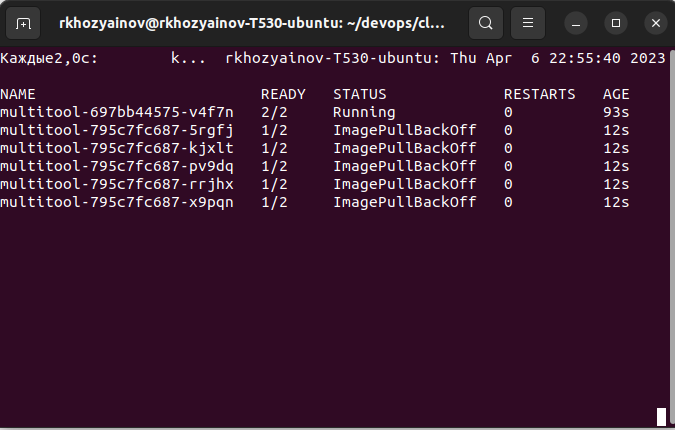 rkhozyainov@rkhozyainov-T530-ubuntu: ~/devops/cl...
Каждые2,0с: k... rkhozyainov-T530-ubuntu: Thu Apr 6 22:55:40 2023
NAME READY STATUS RESTARTS AGE
multitool-697bb44575-v4f7n 2/2 Running 0 93s
multitool-795c7fc687-5rgfj 1/2 ImagePullBackOff 0 12s
multitool-795c7fc687-kjxlt 1/2 ImagePullBackOff 0 12s
multitool-795c7fc687-pv9dq 1/2 ImagePullBackOff 0 12s
multitool-795c7fc687-rrjhx 1/2 ImagePullBackOff 0 12s
multitool-795c7fc687-x9pqn 1/2 ImagePullBackOff 0 12s